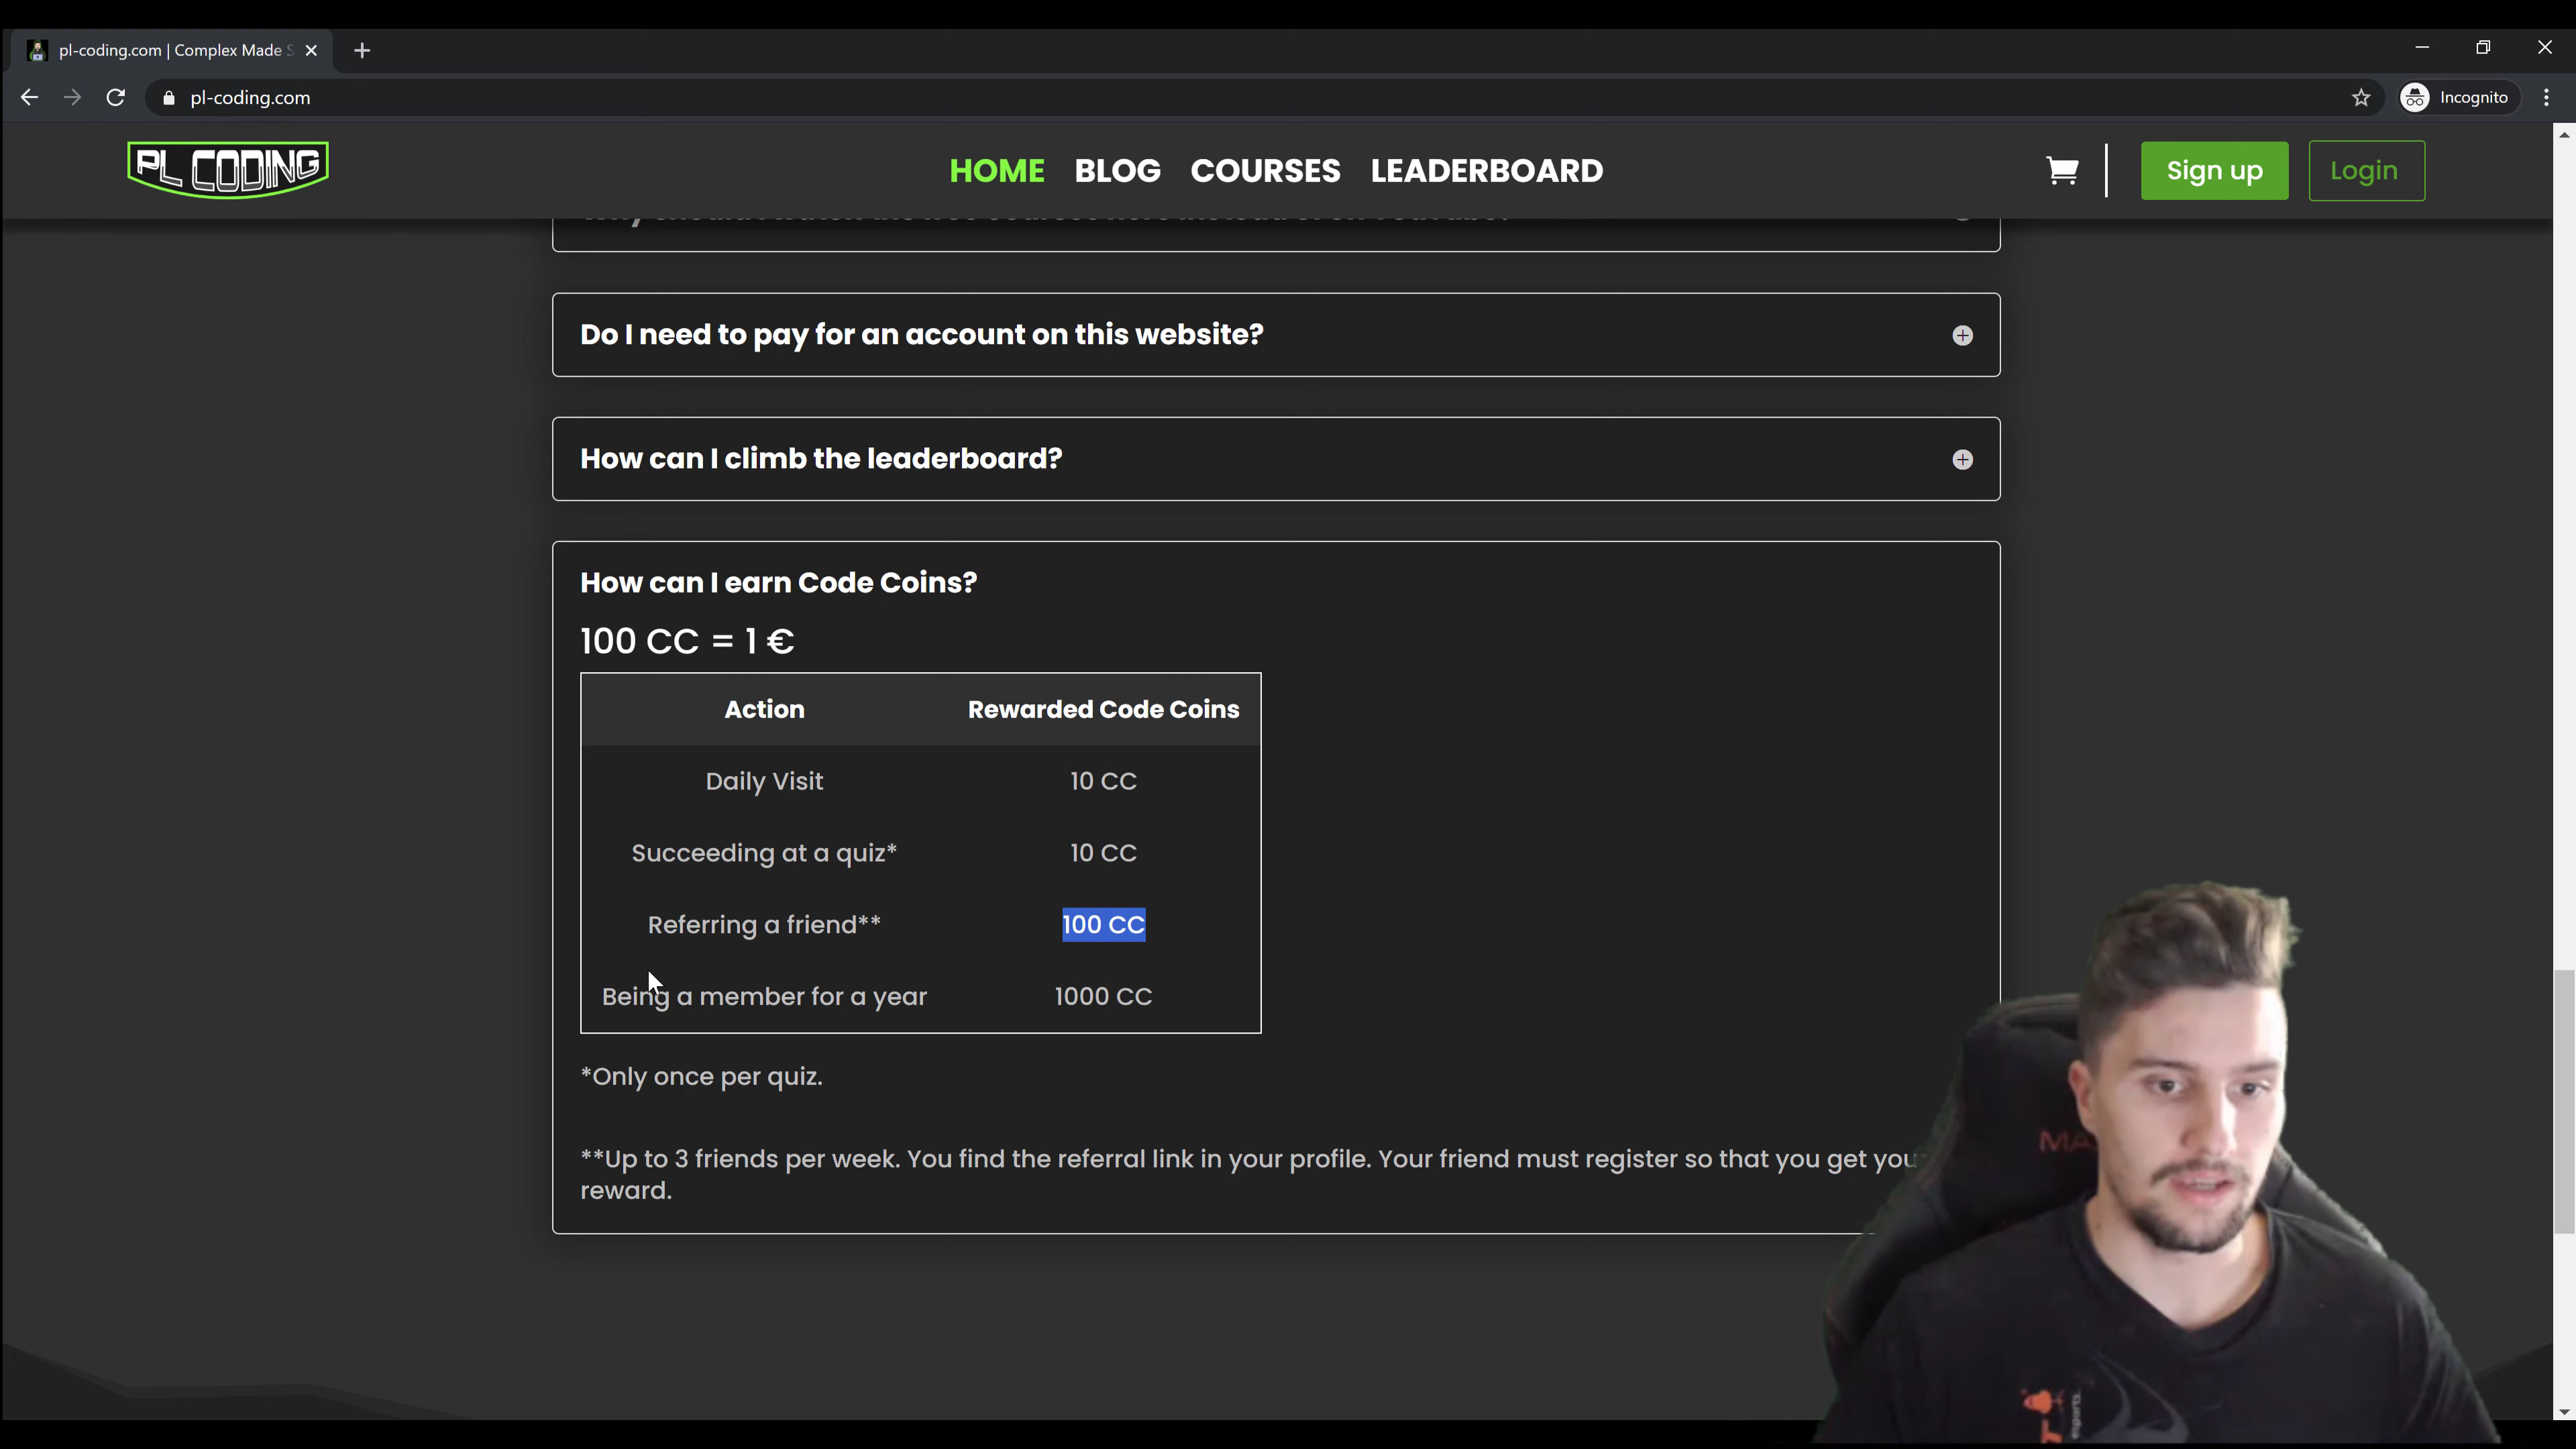 pl-coding.com | Complex Made S
pl-coding.com
Incognito
PL CODING
HOME BLOG COURSES LEADERBOARD
Sign up Login
Do I need to pay for an account on this website?
How can I climb the leaderboard?
How can I earn Code Coins?
100 CC = 1 €
Action Rewarded Code Coins
Daily Visit 10 CC
Succeeding at a quiz* 10 CC
Referring a friend** 100 CC
Being a member for a year 1000 CC
*Only once per quiz.
**Up to 3 friends per week. You find the referral link in your profile. Your friend must register so that you get you
reward.
MA
esports